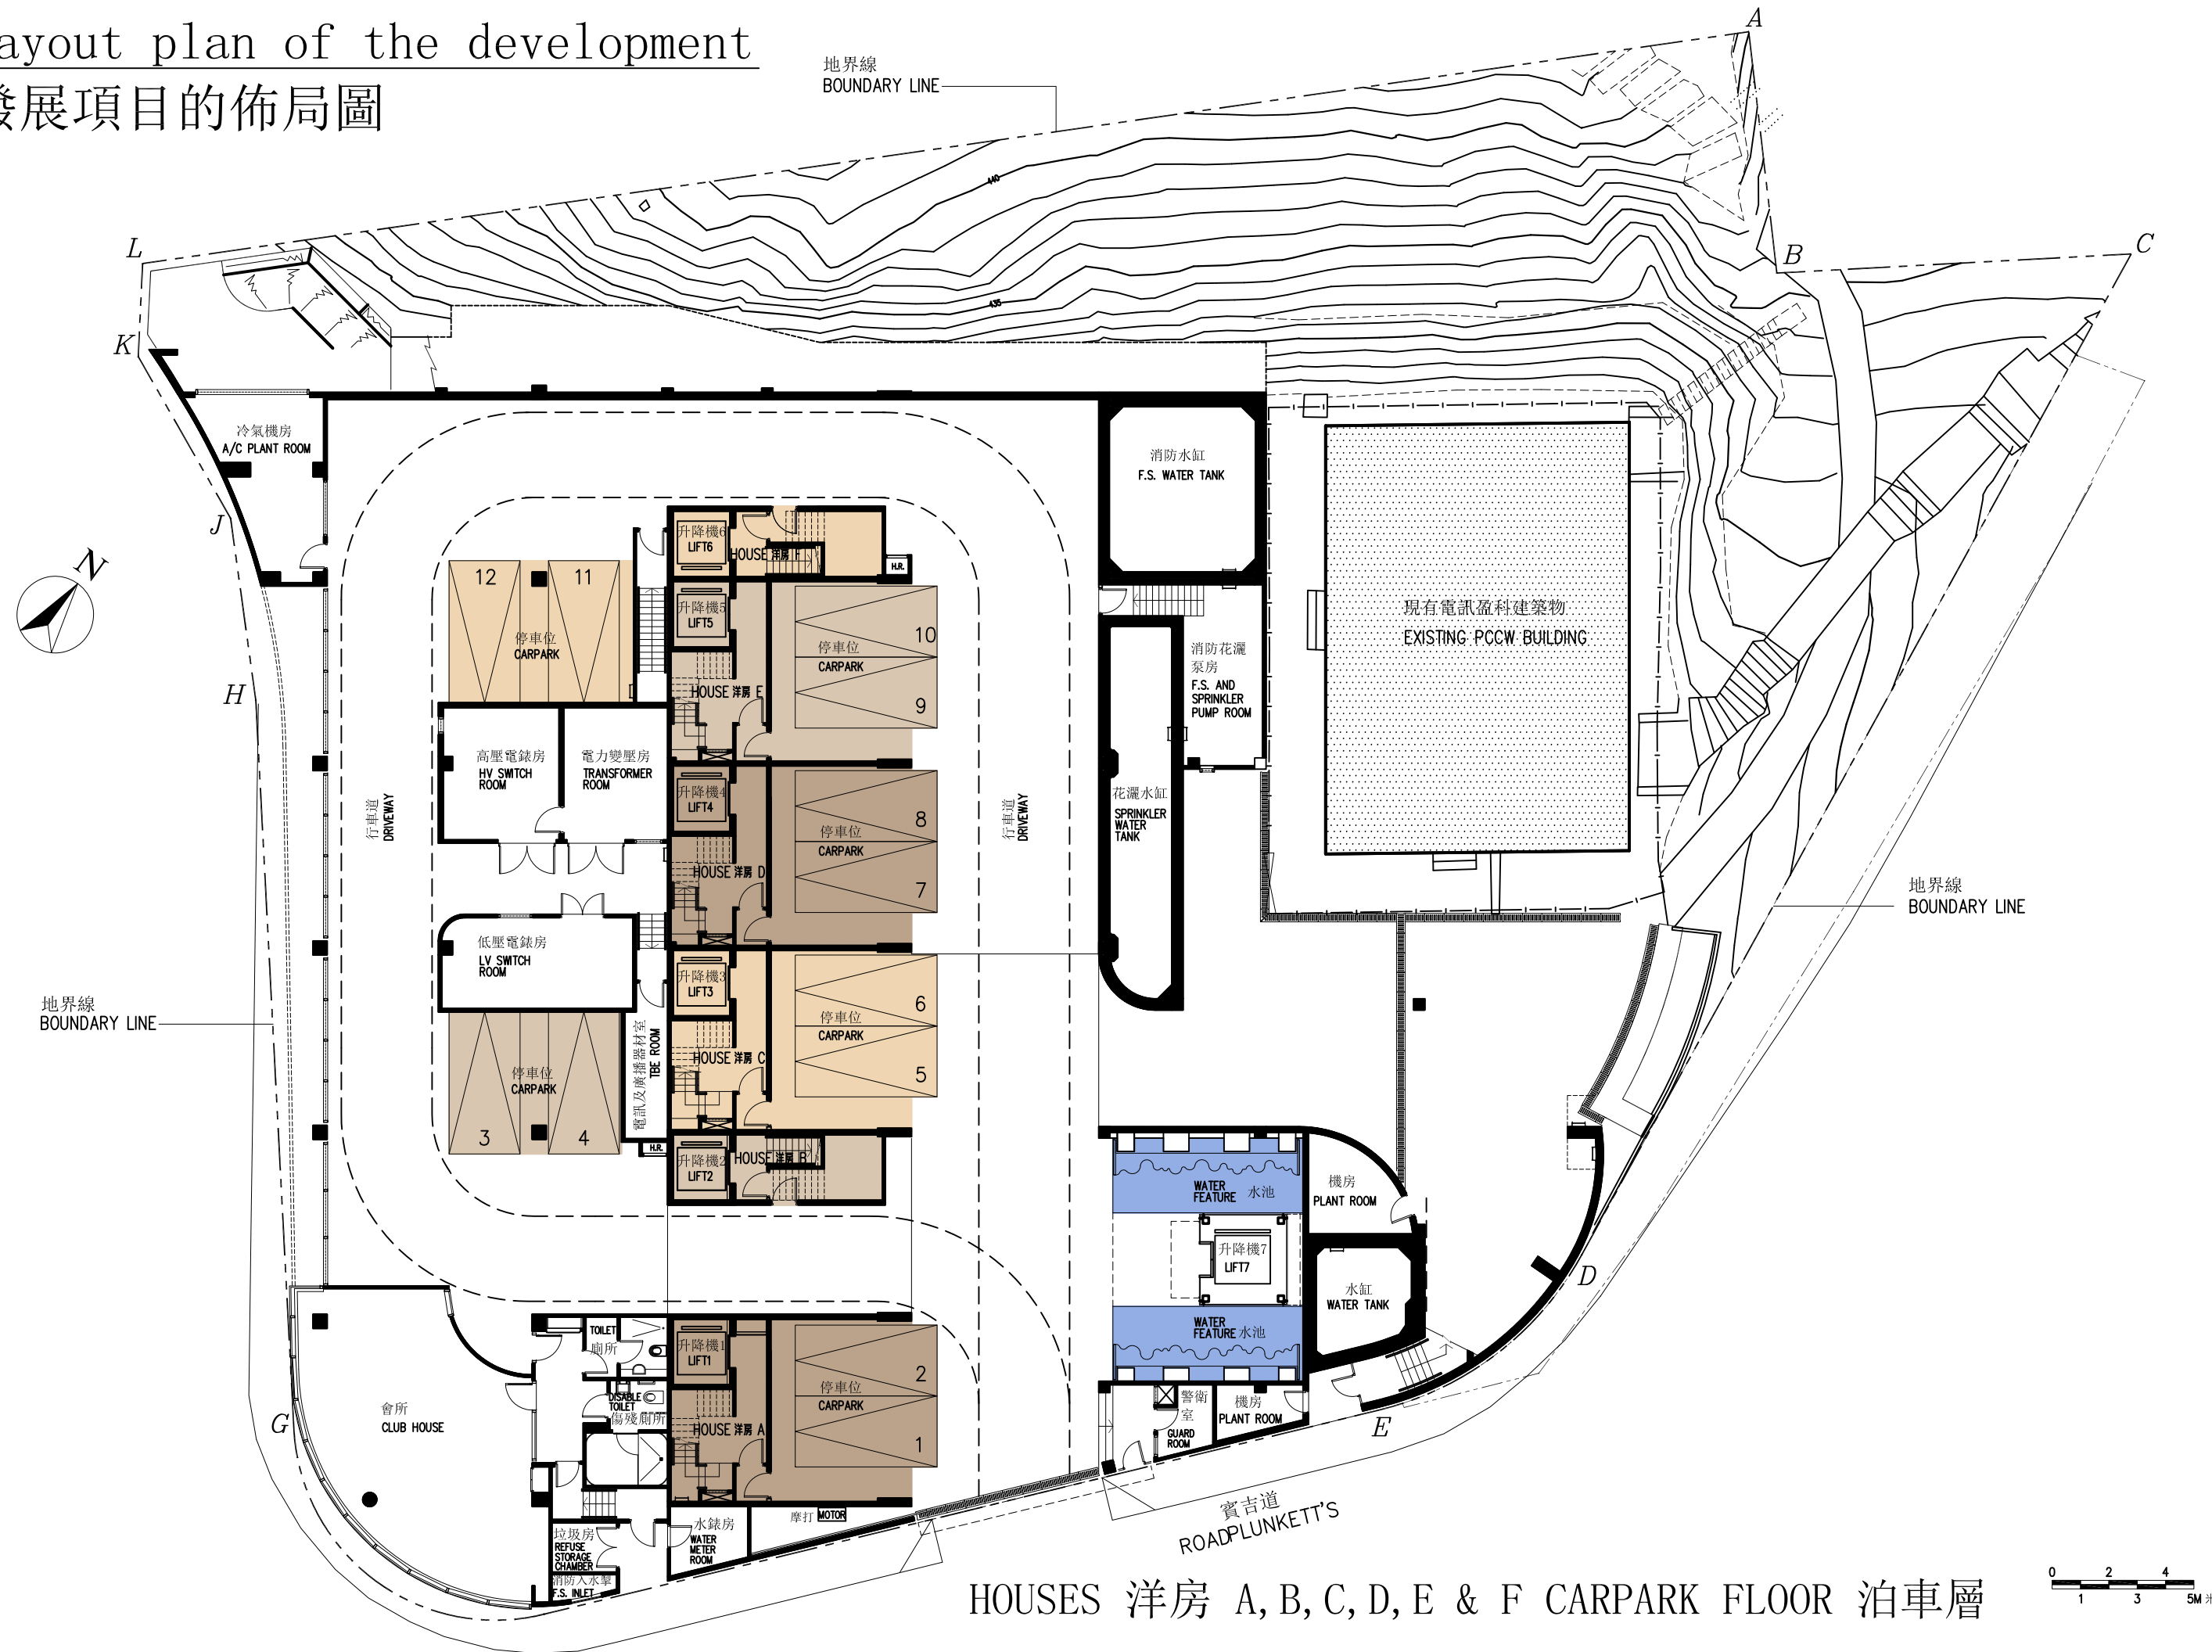 ayout plan of the development
發展項目的佈局圖
地界線
BOUNDARY LINE
A
B
C
L
K
J
H
G
D
E
N
440
435
冷氣機房
A/C PLANT ROOM
消防水缸
F.S. WATER TANK
升降機6
LIFT6
HOUSE 洋房 F
H.R.
12
11
停車位
CARPARK
升降機5
LIFT5
HOUSE 洋房 E
10
停車位
CARPARK
9
現有電訊盈科建築物
EXISTING PCCW BUILDING
消防花灑
泵房
F.S. AND
SPRINKLER
PUMP ROOM
高壓電錶房
HV SWITCH
ROOM
電力變壓房
TRANSFORMER
ROOM
行車道
DRIVEWAY
升降機4
LIFT4
HOUSE 洋房 D
8
停車位
CARPARK
7
行車道
DRIVEWAY
花灑水缸
SPRINKLER
WATER
TANK
地界線
BOUNDARY LINE
低壓電錶房
LV SWITCH
ROOM
升降機3
LIFT3
HOUSE 洋房 C
6
停車位
CARPARK
5
地界線
BOUNDARY LINE
停車位
CARPARK
3
4
電訊及廣播器材室
TBE ROOM
H.R.
升降機2
LIFT2
HOUSE 洋房 B
WATER
FEATURE 水池
機房
PLANT ROOM
升降機7
LIFT7
水缸
WATER TANK
WATER
FEATURE 水池
TOILET
廁所
DISABLE
TOILET
傷殘廁所
升降機1
LIFT1
HOUSE 洋房 A
2
停車位
CARPARK
1
會所
CLUB HOUSE
警衛
室
GUARD
ROOM
機房
PLANT ROOM
垃圾房
REFUSE
STORAGE
CHAMBER
消防入水掣
F.S. INLET
水錶房
WATER
METER
ROOM
摩打 MOTOR
賓吉道
ROADPLUNKETT'S
HOUSES 洋房 A,B,C,D,E & F CARPARK FLOOR 泊車層
0 2 4
1 3 5M 米